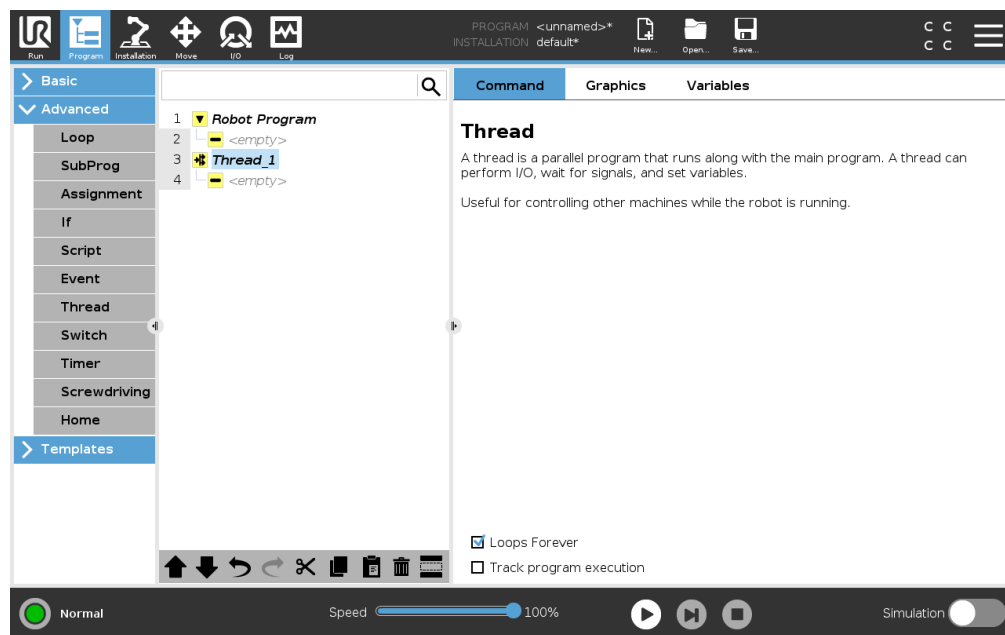 UR
PROGRAM <unnamed>*
INSTALLATION default*
C C
C C
Run Program Installation Move I/O Log New... Open... Save...
Basic
Advanced
Loop
SubProg
Assignment
If
Script
Event
Thread
Switch
Timer
Screwdriving
Home
Templates
1 Robot Program
2 <empty>
3 Thread_1
4 <empty>
Command Graphics Variables
Thread
A thread is a parallel program that runs along with the main program. A thread can
perform I/O, wait for signals, and set variables.
Useful for controlling other machines while the robot is running.
Loops Forever
Track program execution
Normal Speed 100% Simulation